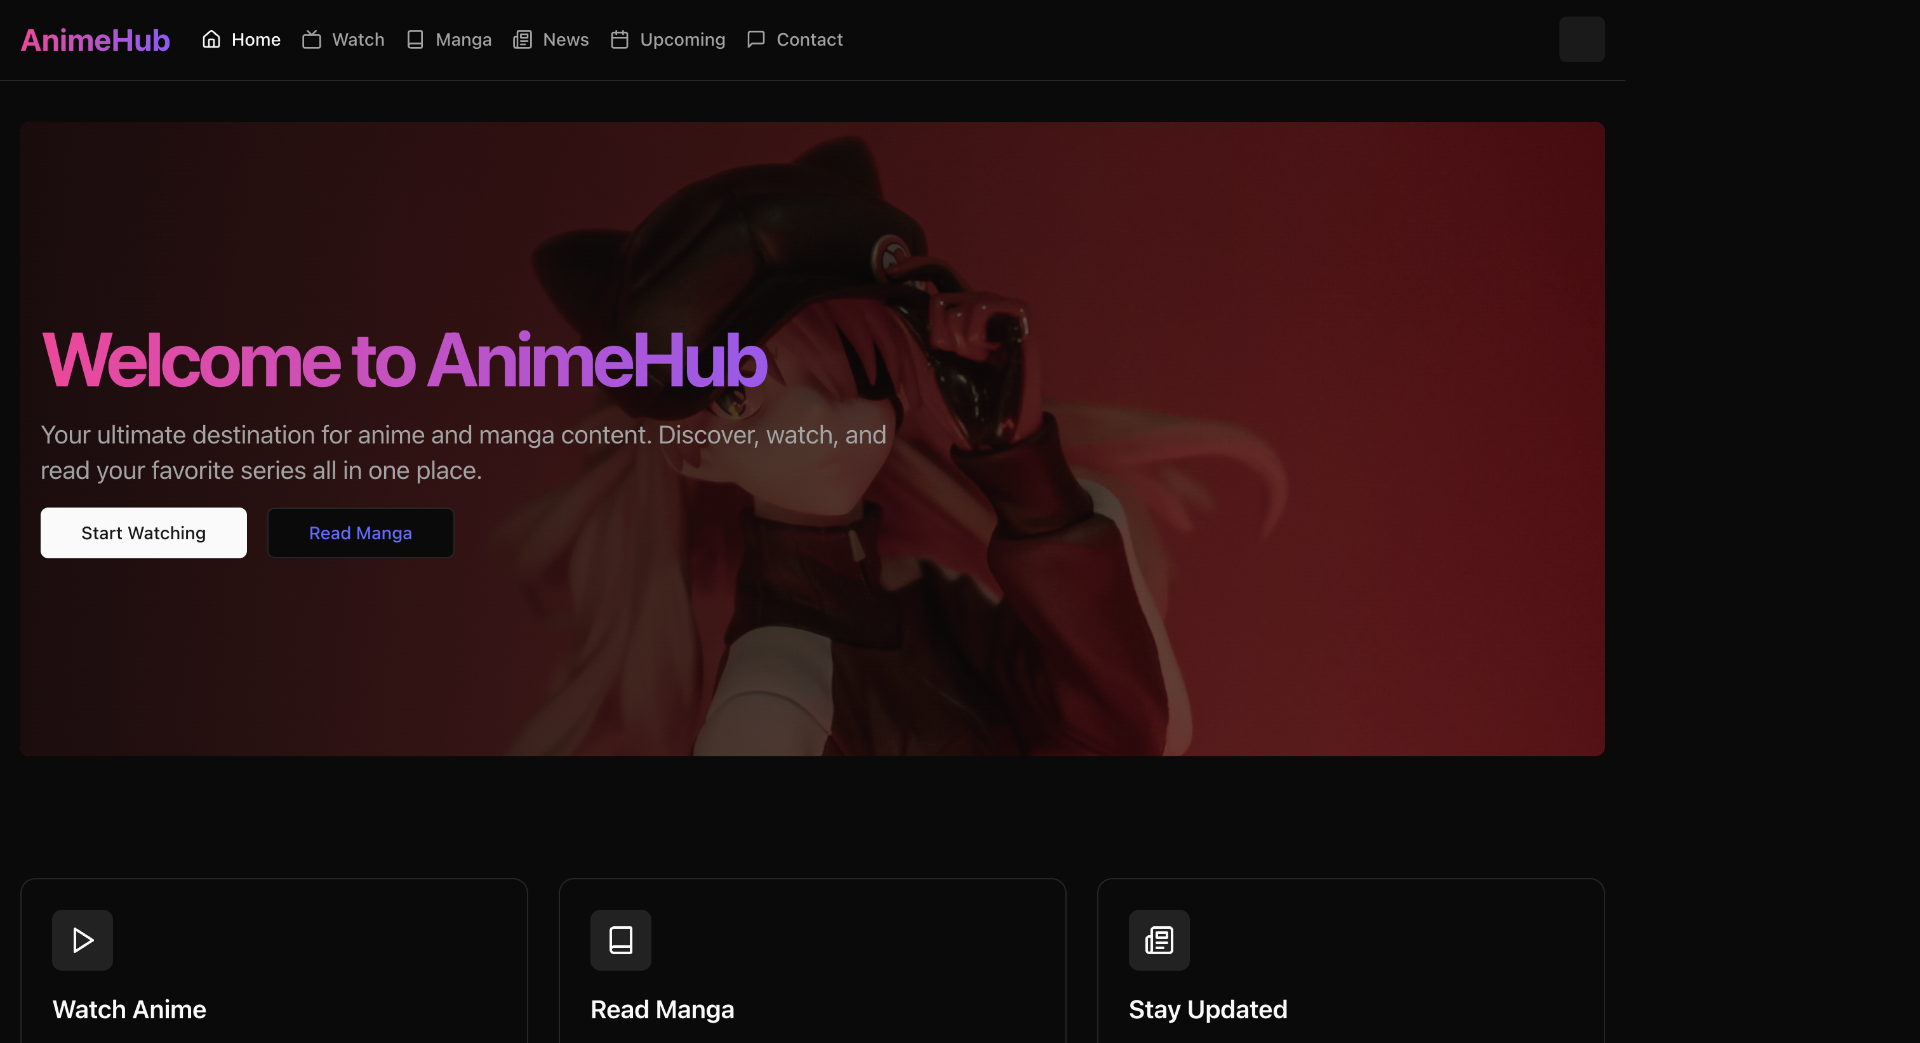 AnimeHub
Home
Watch
Manga
News
Upcoming
Contact
Welcome to AnimeHub
Your ultimate destination for anime and manga content. Discover, watch, and
read your favorite series all in one place.
Start Watching
Read Manga
Watch Anime
Read Manga
Stay Updated